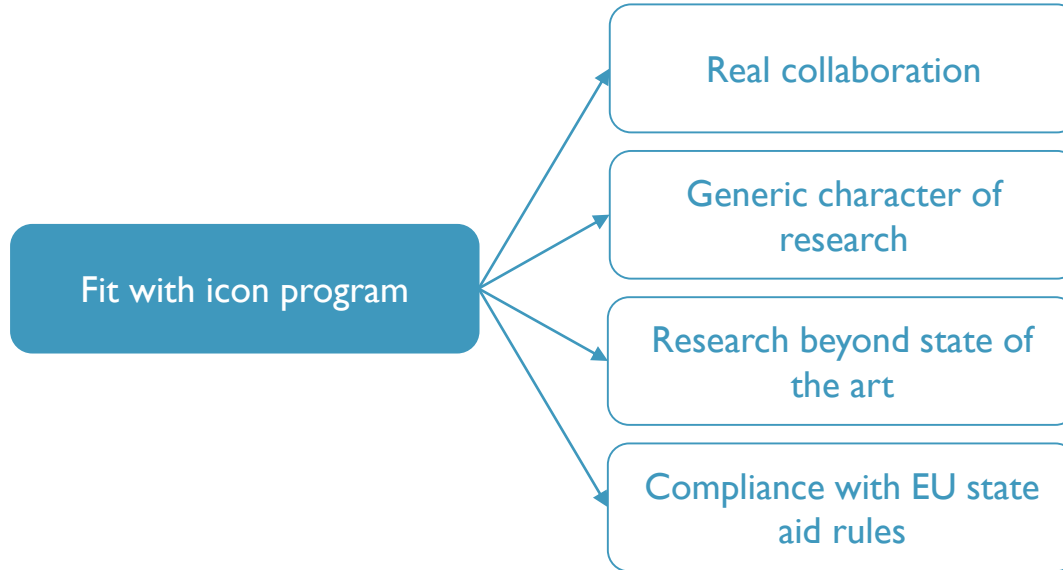 Real collaboration
Generic character of
research
Fit with icon program
Research beyond state of
the art
Compliance with EU state
aid rules